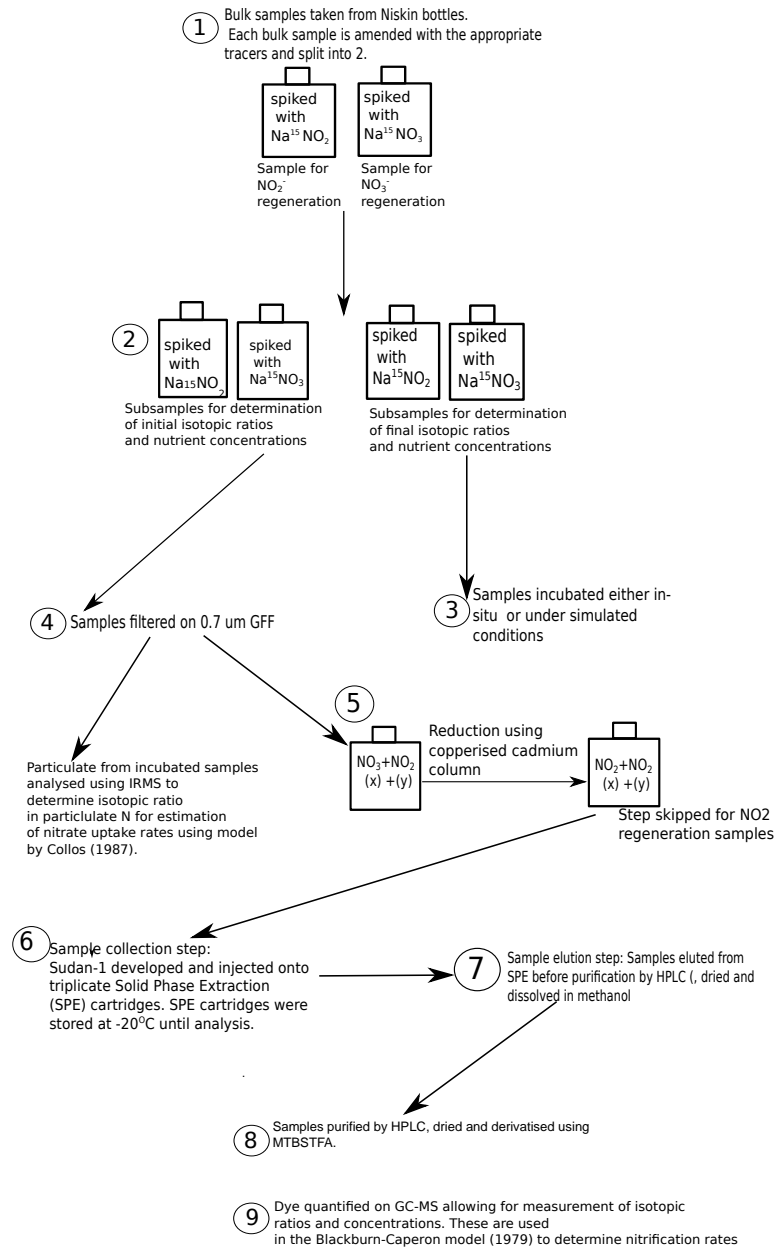 1
Bulk samples taken from Niskin bottles.
Each bulk sample is amended with the appropriate
tracers and split into 2.
spiked
with
Na¹⁵ NO₂
spiked
with
Na¹⁵ NO₃
Sample for
NO₂⁻
regeneration
Sample for
NO₃⁻
regeneration
2
spiked
with
Na15NO₂
spiked
with
Na¹⁵NO₃
spiked
with
Na¹⁵NO₂
spiked
with
Na¹⁵NO₃
Subsamples for determination
of initial isotopic ratios
and nutrient concentrations
Subsamples for determination
of final isotopic ratios
and nutrient concentrations
3
Samples incubated either in-
situ or under simulated
conditions
4
Samples filtered on 0.7 um GFF
Particulate from incubated samples
analysed using IRMS to
determine isotopic ratio
in particlulate N for estimation
of nitrate uptake rates using model
by Collos (1987).
5
NO₃+NO₂
(x) +(y)
Reduction using
copperised cadmium
column
NO₂+NO₂
(x) +(y)
Step skipped for NO2
regeneration samples
6
Sample collection step:
Sudan-1 developed and injected onto
triplicate Solid Phase Extraction
(SPE) cartridges. SPE cartridges were
stored at -20⁰C until analysis.
7
Sample elution step: Samples eluted from
SPE before purification by HPLC (, dried and
dissolved in methanol
.
8
Samples purified by HPLC, dried and derivatised using
MTBSTFA.
9
Dye quantified on GC-MS allowing for measurement of isotopic
ratios and concentrations. These are used
in the Blackburn-Caperon model (1979) to determine nitrification rates